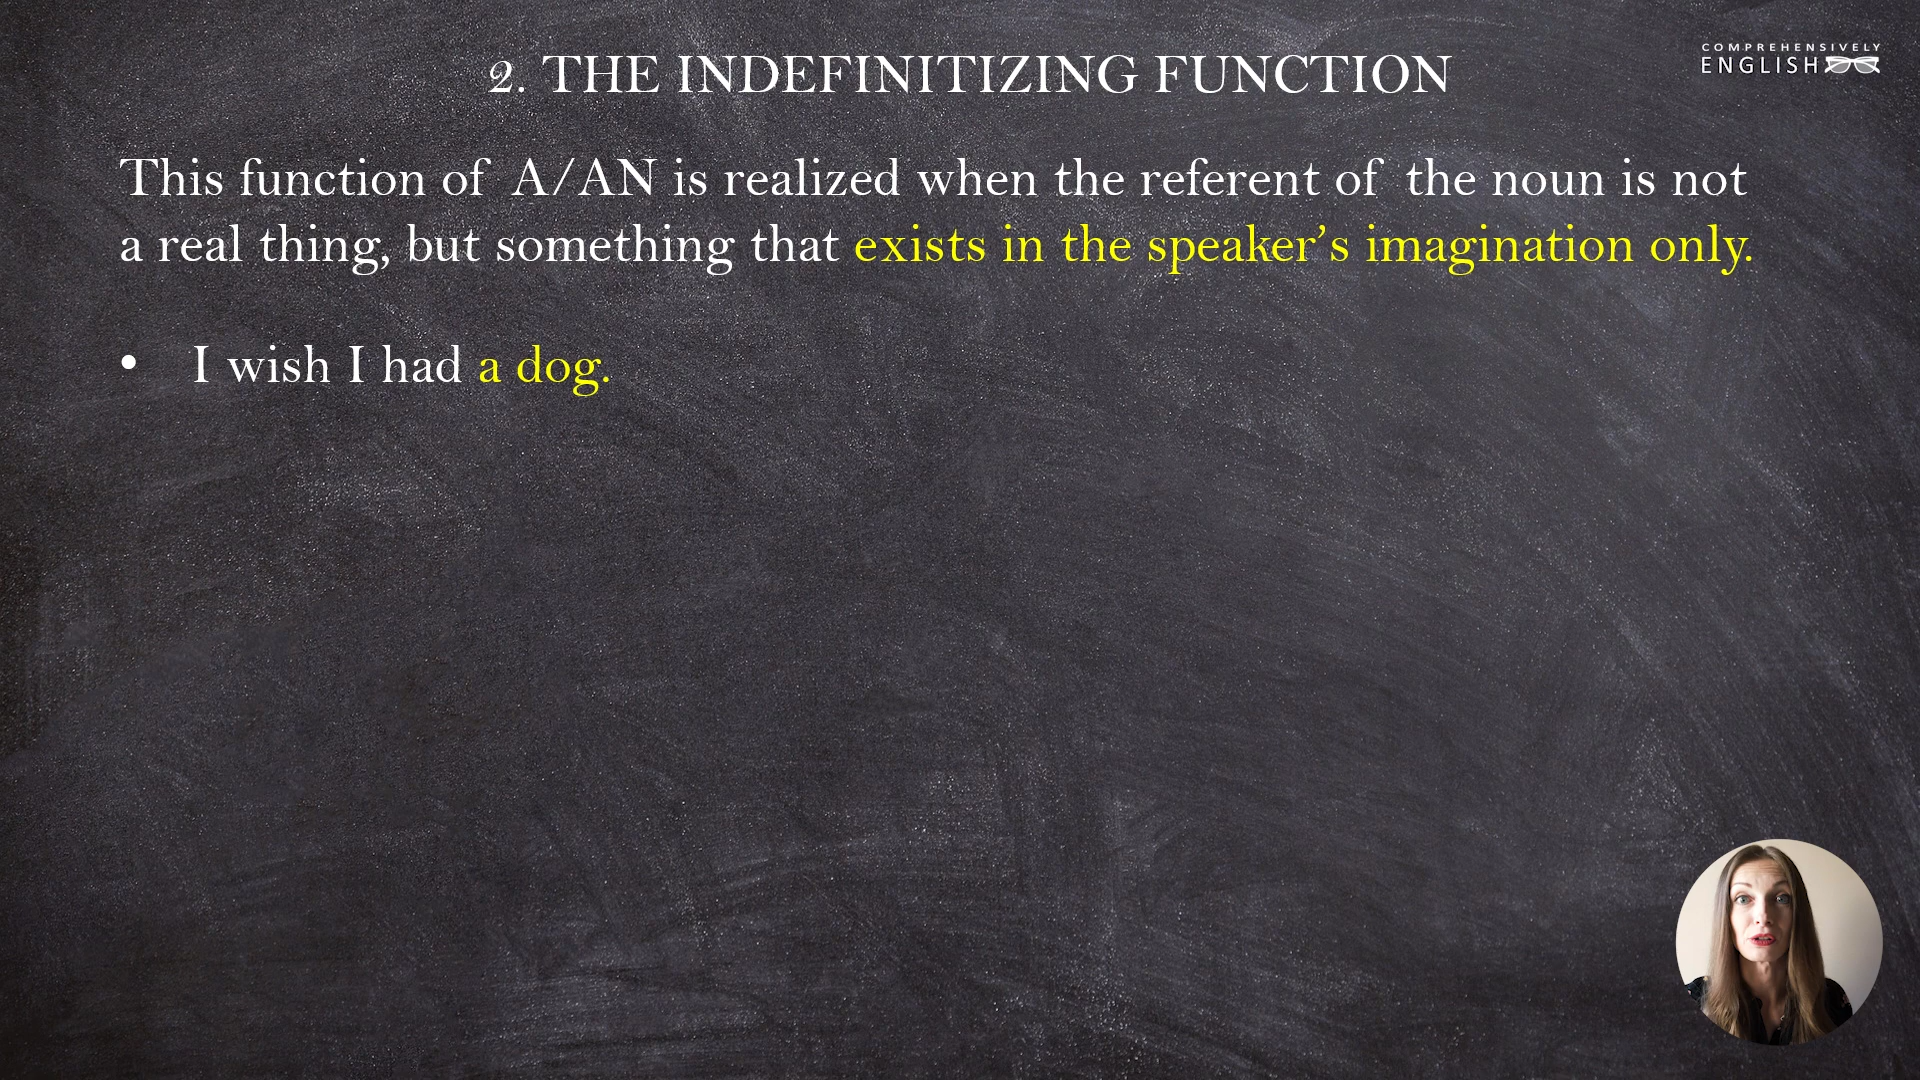 2. THE INDEFINITIZING FUNCTION
COMPREHENSIVELY
ENGLISH
This function of A/AN is realized when the referent of the noun is not
a real thing, but something that exists in the speaker’s imagination only.
• I wish I had a dog.